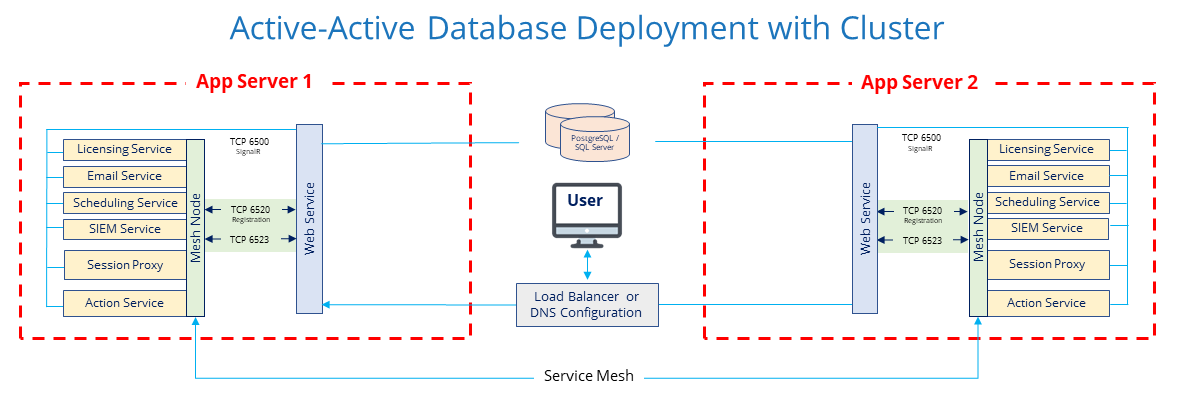 Active-Active Database Deployment with Cluster
App Server 1
TCP 6500
SignalR
Licensing Service
Email Service
Scheduling Service
SIEM Service
Session Proxy
Action Service
Mesh Node
TCP 6520
Registration
TCP 6523
Web Service
PostgreSQL /
SQL Server
User
Load Balancer or
DNS Configuration
App Server 2
Web Service
TCP 6500
SignalR
TCP 6520
Registration
TCP 6523
Mesh Node
Licensing Service
Email Service
Scheduling Service
SIEM Service
Session Proxy
Action Service
Service Mesh